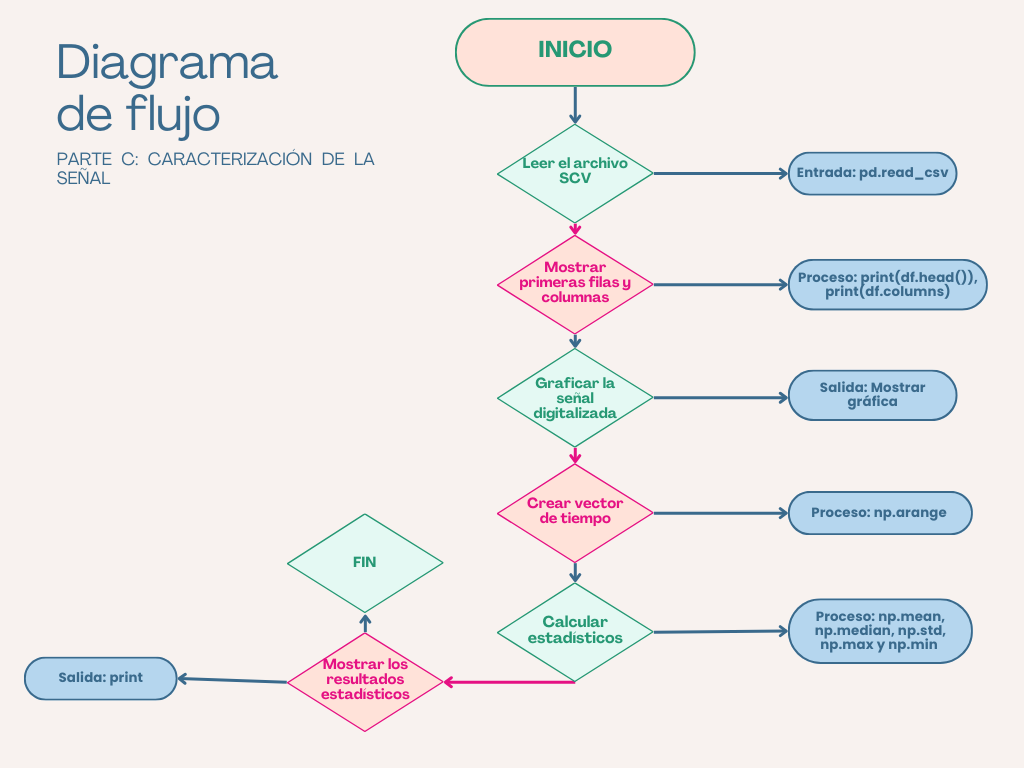 Diagrama
de flujo
PARTE C: CARACTERIZACIÓN DE LA
SEÑAL
INICIO
Leer el archivo
SCV
Entrada: pd.read_csv
Mostrar
primeras filas y
columnas
Proceso: print(df.head()),
print(df.columns)
Graficar la
señal
digitalizada
Salida: Mostrar
gráfica
Crear vector
de tiempo
Proceso: np.arange
Calcular
estadísticos
Proceso: np.mean,
np.median, np.std,
np.max y np.min
Mostrar los
resultados
estadísticos
Salida: print
FIN